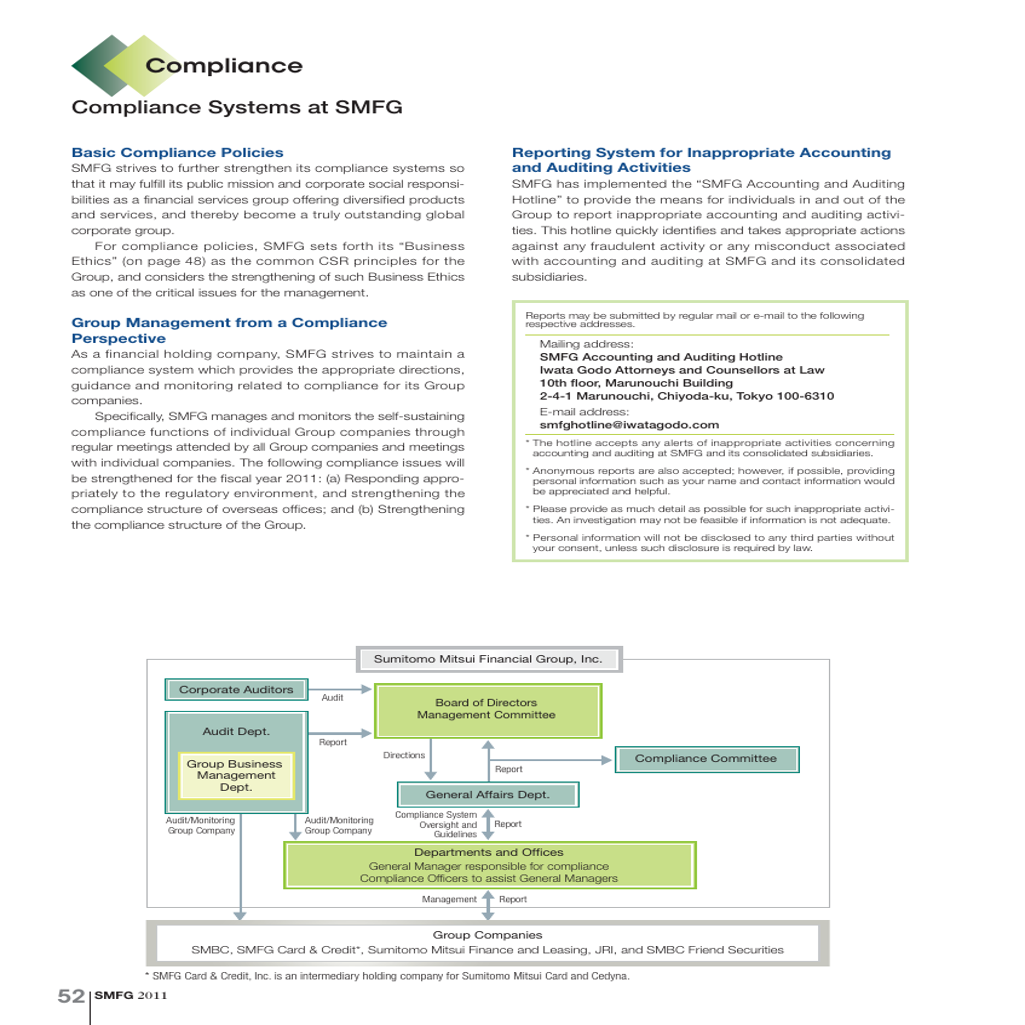 Compliance
Compliance Systems at SMFG
Basic Compliance Policies
SMFG strives to further strengthen its compliance systems so
that it may fulfill its public mission and corporate social responsi-
bilities as a financial services group offering diversified products
and services, and thereby become a truly outstanding global
corporate group.
For compliance policies, SMFG sets forth its “Business
Ethics” (on page 48) as the common CSR principles for the
Group, and considers the strengthening of such Business Ethics
as one of the critical issues for the management.
Group Management from a Compliance
Perspective
As a financial holding company, SMFG strives to maintain a
compliance system which provides the appropriate directions,
guidance and monitoring related to compliance for its Group
companies.
Specifically, SMFG manages and monitors the self-sustaining
compliance functions of individual Group companies through
regular meetings attended by all Group companies and meetings
with individual companies. The following compliance issues will
be strengthened for the fiscal year 2011: (a) Responding appro-
priately to the regulatory environment, and strengthening the
compliance structure of overseas offices; and (b) Strengthening
the compliance structure of the Group.
Reporting System for Inappropriate Accounting
and Auditing Activities
SMFG has implemented the “SMFG Accounting and Auditing
Hotline” to provide the means for individuals in and out of the
Group to report inappropriate accounting and auditing activi-
ties. This hotline quickly identifies and takes appropriate actions
against any fraudulent activity or any misconduct associated
with accounting and auditing at SMFG and its consolidated
subsidiaries.
Reports may be submitted by regular mail or e-mail to the following
respective addresses.
Mailing address:
SMFG Accounting and Auditing Hotline
Iwata Godo Attorneys and Counsellors at Law
10th floor, Marunouchi Building
2-4-1 Marunouchi, Chiyoda-ku, Tokyo 100-6310
E-mail address:
smfghotline@iwatagodo.com
* The hotline accepts any alerts of inappropriate activities concerning
accounting and auditing at SMFG and its consolidated subsidiaries.
* Anonymous reports are also accepted; however, if possible, providing
personal information such as your name and contact information would
be appreciated and helpful.
* Please provide as much detail as possible for such inappropriate activi-
ties. An investigation may not be feasible if information is not adequate.
* Personal information will not be disclosed to any third parties without
your consent, unless such disclosure is required by law.
Sumitomo Mitsui Financial Group, Inc.
Corporate Auditors
Audit
Board of Directors
Management Committee
Audit Dept.
Report
Group Business
Management
Dept.
Directions
Report
Compliance Committee
General Affairs Dept.
Audit/Monitoring
Group Company
Audit/Monitoring
Group Company
Compliance System
Oversight and
Guidelines
Report
Departments and Offices
General Manager responsible for compliance
Compliance Officers to assist General Managers
Management
Report
Group Companies
SMBC, SMFG Card & Credit*, Sumitomo Mitsui Finance and Leasing, JRI, and SMBC Friend Securities
* SMFG Card & Credit, Inc. is an intermediary holding company for Sumitomo Mitsui Card and Cedyna.
52 SMFG 2011